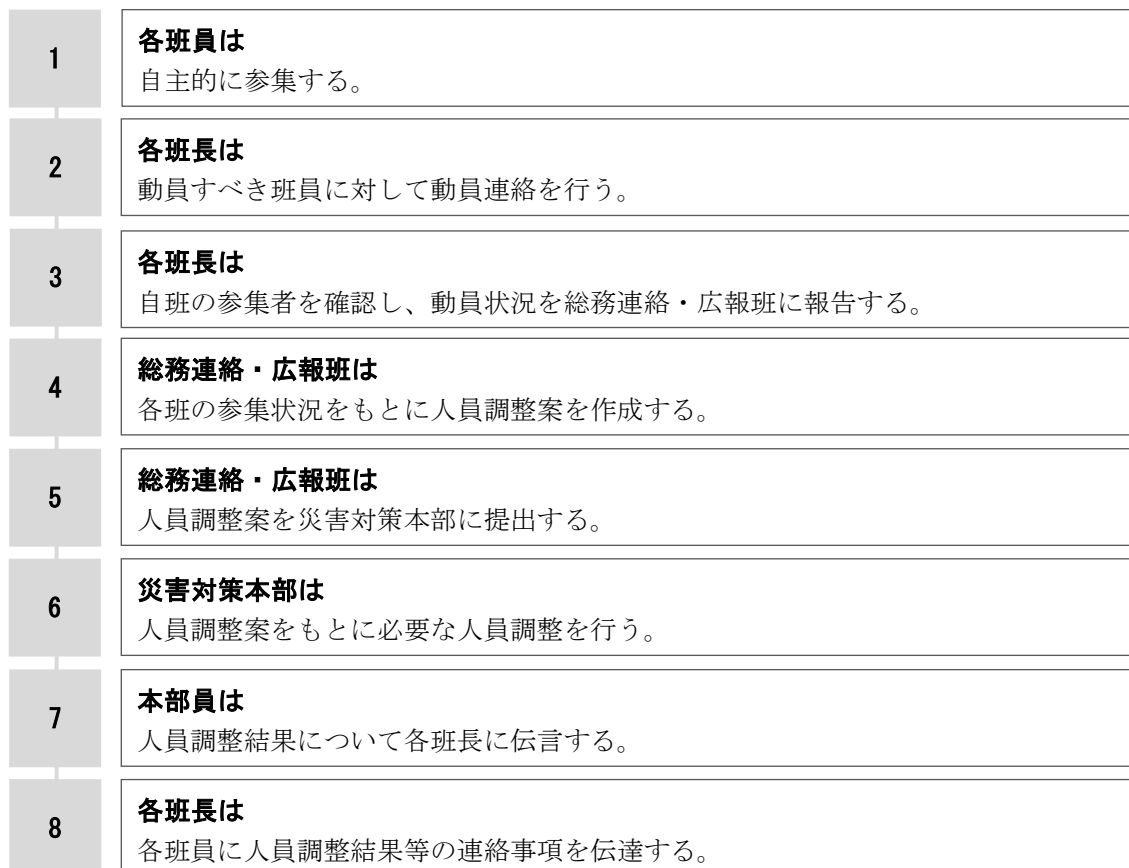 1
各班員は
自主的に参集する。
2
各班長は
動員すべき班員に対して動員連絡を行う。
3
各班長は
自班の参集者を確認し、動員状況を総務連絡・広報班に報告する。
4
総務連絡・広報班は
各班の参集状況をもとに人員調整案を作成する。
5
総務連絡・広報班は
人員調整案を災害対策本部に提出する。
6
災害対策本部は
人員調整案をもとに必要な人員調整を行う。
7
本部員は
人員調整結果について各班長に伝言する。
8
各班長は
各班員に人員調整結果等の連絡事項を伝達する。